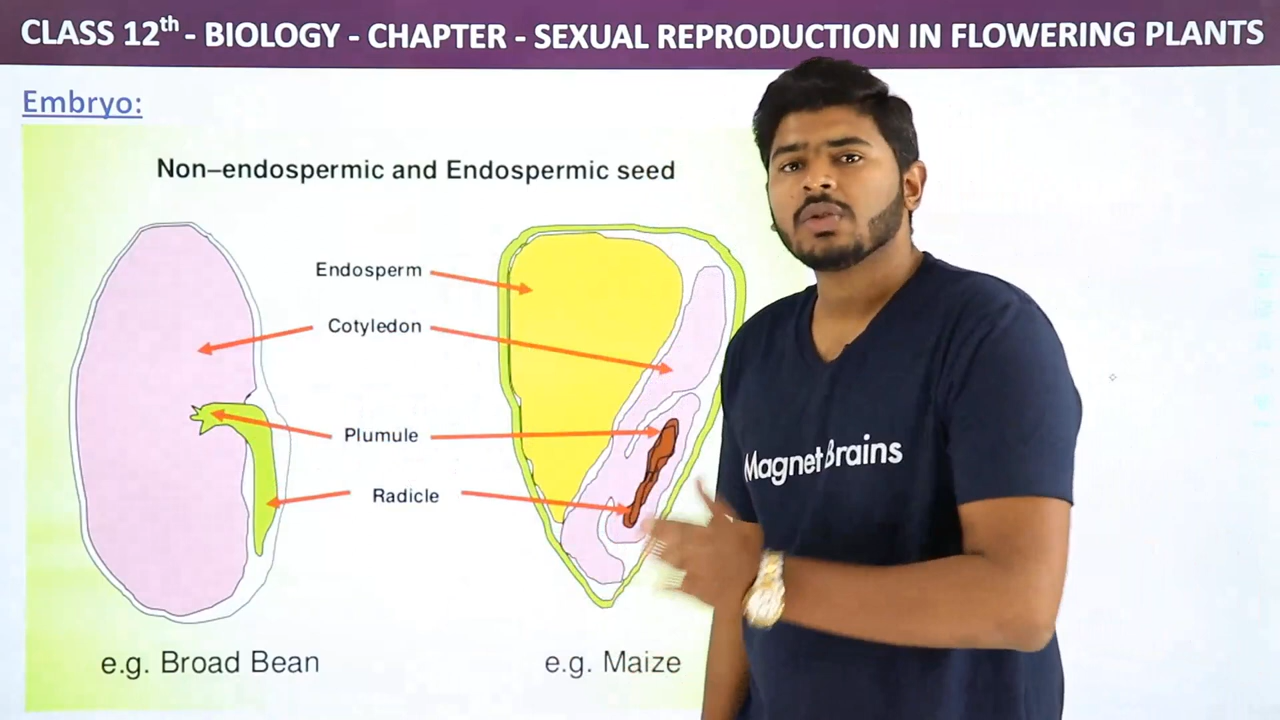 CLASS 12th - BIOLOGY - CHAPTER - SEXUAL REPRODUCTION IN FLOWERING PLANTS
Embryo:
Non–endospermic and Endospermic seed
Endosperm
Cotyledon
Plumule
Radicle
e.g. Broad Bean
e.g. Maize
MagnetBrains